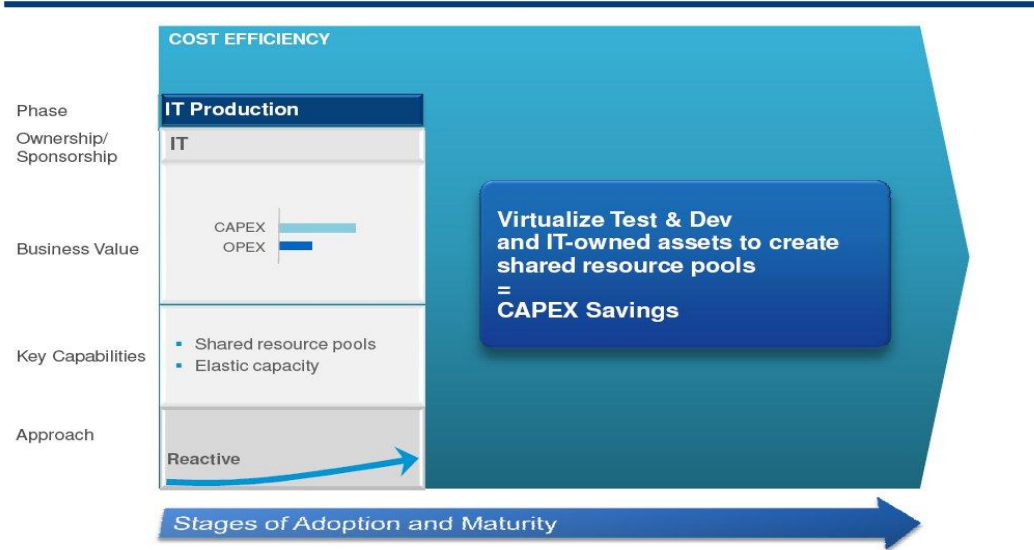 COST EFFICIENCY
Phase
IT Production
Ownership/
Sponsorship
IT
Business Value
CAPEX
OPEX
Virtualize Test & Dev
and IT-owned assets to create
shared resource pools
=
CAPEX Savings
Key Capabilities
▪ Shared resource pools
▪ Elastic capacity
Approach
Reactive
Stages of Adoption and Maturity